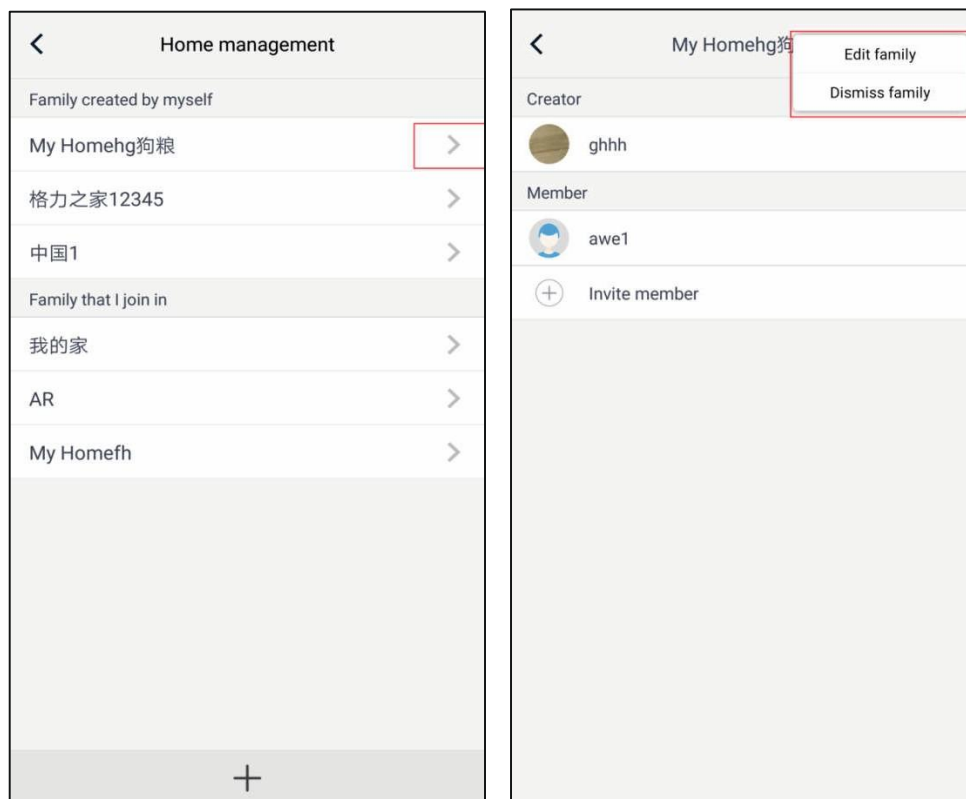 Home management
Family created by myself
My Homehg狗粮
格力之家12345
中国1
Family that I join in
我的家
AR
My Homefh
My Homehg狗
Edit family
Dismiss family
Creator
ghhh
Member
awe1
Invite member